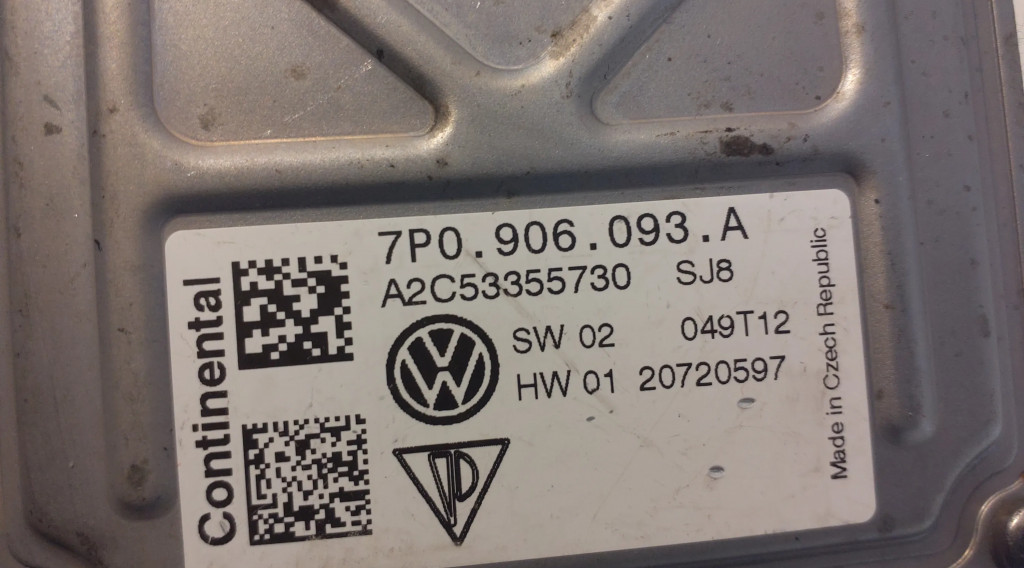 7P0.906.093.A
A2C53355730 SJ8
SW 02 049T12
HW 01 20720597
Continental
Made in Czech Republic